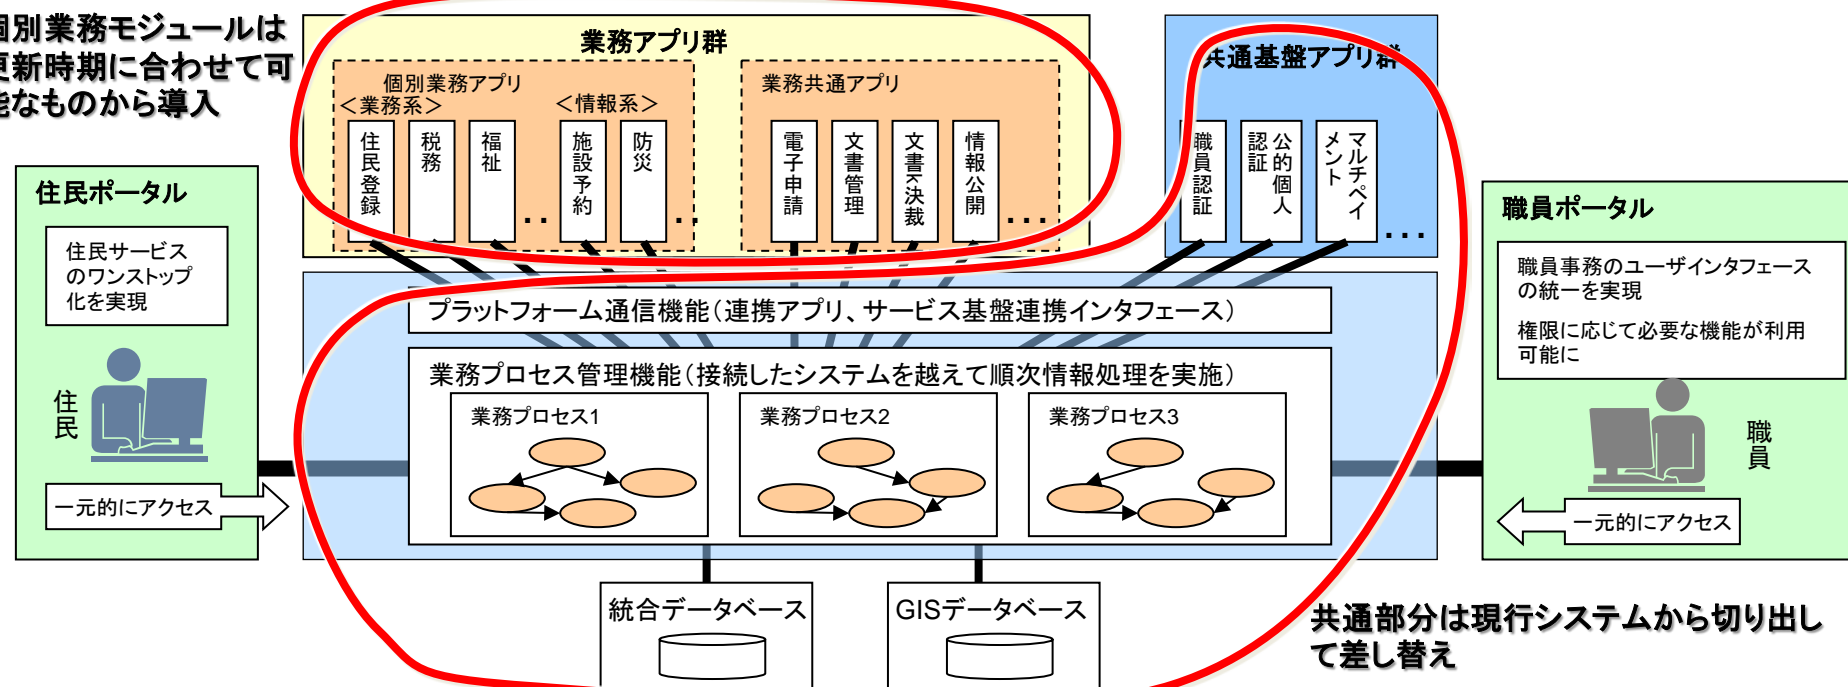 個別業務モジュールは
更新時期に合わせて可
能なものから導入
業務アプリ群
個別業務アプリ
＜業務系＞
＜情報系＞
住民登録
税務
福祉
・・
施設予約
防災
・・
業務共通アプリ
電子申請
文書管理
文書決裁
情報公開
・・・
共通基盤アプリ群
職員認証
公的個人
認証
マルチペイ
メント
・・・
住民ポータル
住民サービス
のワンストップ
化を実現
住民
一元的にアクセス
プラットフォーム通信機能（連携アプリ、サービス基盤連携インタフェース）
業務プロセス管理機能（接続したシステムを越えて順次情報処理を実施）
業務プロセス1
業務プロセス2
業務プロセス3
統合データベース
GISデータベース
職員ポータル
職員事務のユーザインタフェース
の統一を実現
権限に応じて必要な機能が利用
可能に
職員
一元的にアクセス
共通部分は現行システムから切り出し
て差し替え